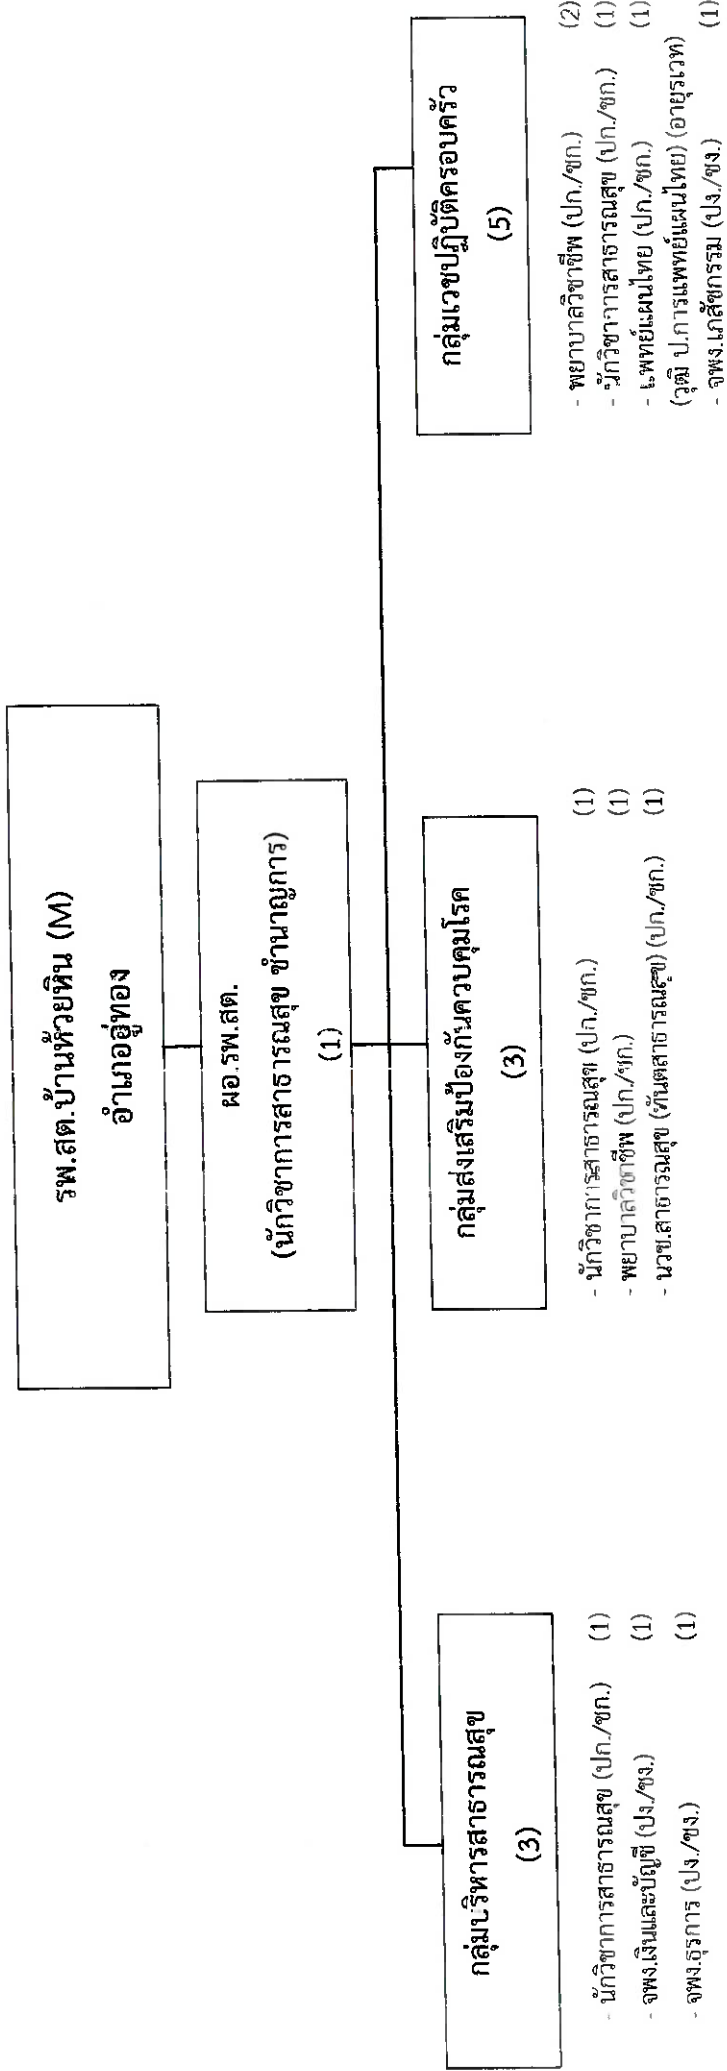 รพ.สต.บ้านห้วยหิน (M)
อำเภออู่ทอง
ผอ.รพ.สต.
(นักวิชาการสาธารณสุข ชำนาญการ)
(1)
กลุ่มบริหารสาธารณสุข
(3)
- นักวิชาการสาธารณสุข (ปก./ชก.) (1)
- จพง.เงินและบัญชี (ปง./ชง.) (1)
- จพง.ธุรการ (ปง./ชง.) (1)
กลุ่มส่งเสริมป้องกันควบคุมโรค
(3)
- นักวิชาการสาธารณสุข (ปก./ชก.) (1)
- พยาบาลวิชาชีพ (ปก./ชก.) (1)
- นวช.สาธารณสุข (ทันตสาธารณสุข) (ปก./ชก.) (1)
กลุ่มเวชปฏิบัติครอบครัว
(5)
- พยาบาลวิชาชีพ (ปก./ชก.) (2)
- นักวิชาการสาธารณสุข (ปก./ชก.) (1)
- แพทย์แผนไทย (ปก./ชก.) (1)
(วุฒิ ป.การแพทย์แผนไทย) (อายุรเวท)
- จพง.เภสัชกรรม (ปง./ชง.) (1)